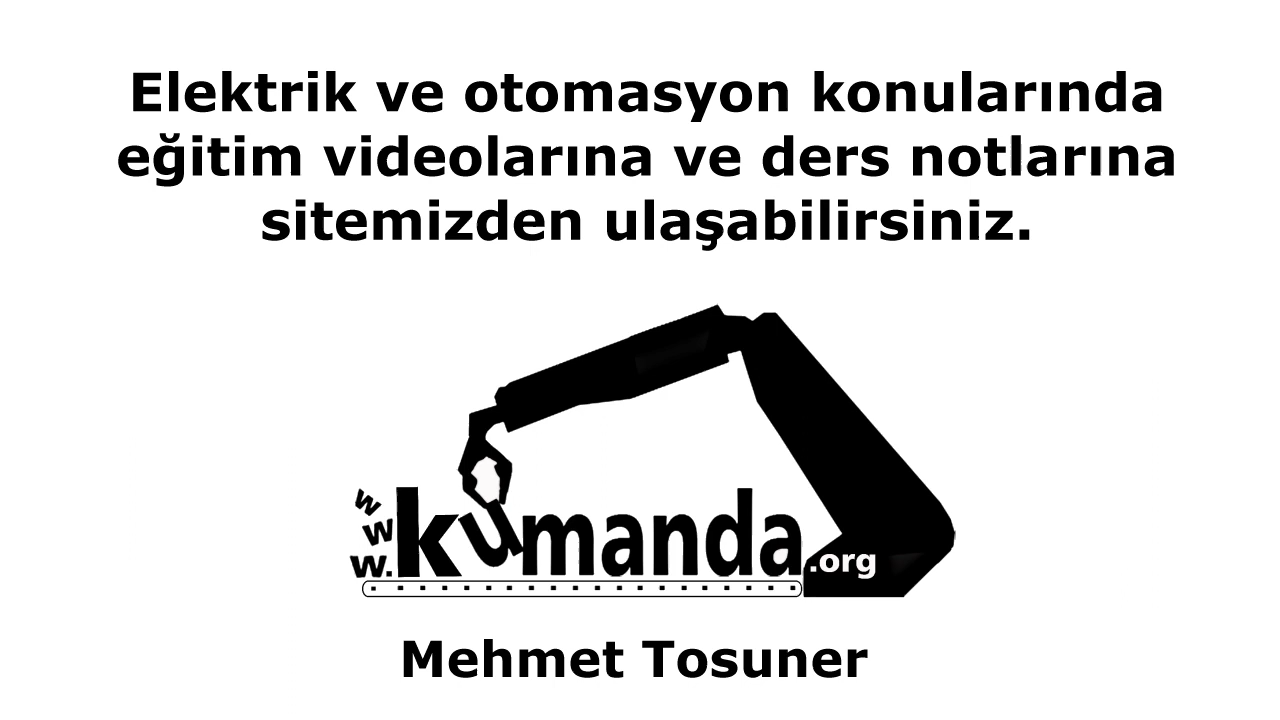 Elektrik ve otomasyon konularında
eğitim videolarına ve ders notlarına
sitemizden ulaşabilirsiniz.
www.kumanda.org
Mehmet Tosuner